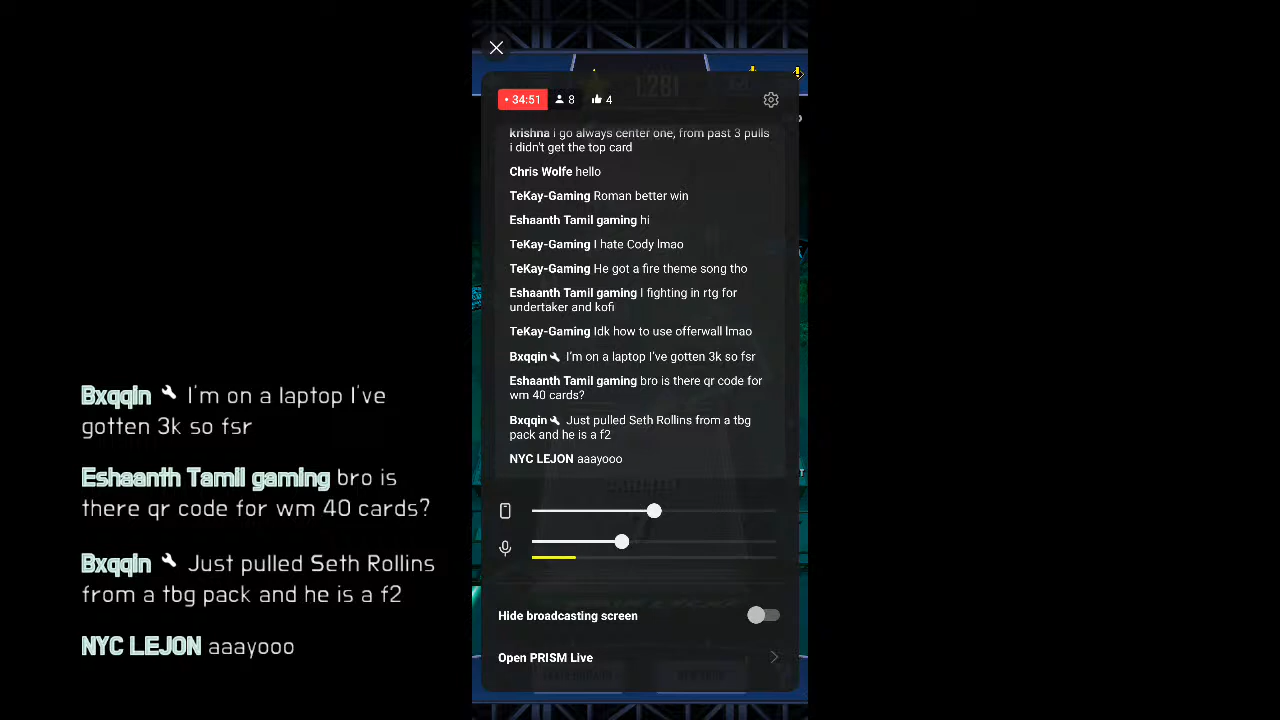 1.281
34:51 8 4
krishna i go always center one, from past 3 pulls
i didn't get the top card
Chris Wolfe hello
TeKay-Gaming Roman better win
Eshaanth Tamil gaming hi
TeKay-Gaming I hate Cody lmao
TeKay-Gaming He got a fire theme song tho
Eshaanth Tamil gaming I fighting in rtg for
undertaker and kofi
TeKay-Gaming Idk how to use offerwall lmao
Bxqqin I'm on a laptop I've gotten 3k so fsr
Eshaanth Tamil gaming bro is there qr code for
wm 40 cards?
Bxqqin Just pulled Seth Rollins from a tbg
pack and he is a f2
NYC LEJON aaayooo
Hide broadcasting screen
Open PRISM Live
Bxqqin I'm on a laptop I've
gotten 3k so fsr
Eshaanth Tamil gaming bro is
there qr code for wm 40 cards?
Bxqqin Just pulled Seth Rollins
from a tbg pack and he is a f2
NYC LEJON aaayooo